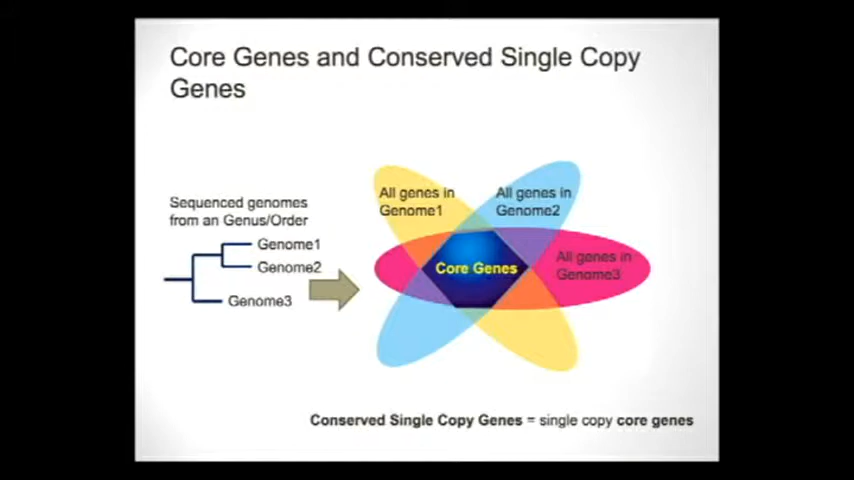 Core Genes and Conserved Single Copy
Genes
Sequenced genomes
from an Genus/Order
Genome1
Genome2
Genome3
All genes in
Genome1
All genes in
Genome2
All genes in
Genome3
Core Genes
Conserved Single Copy Genes = single copy core genes